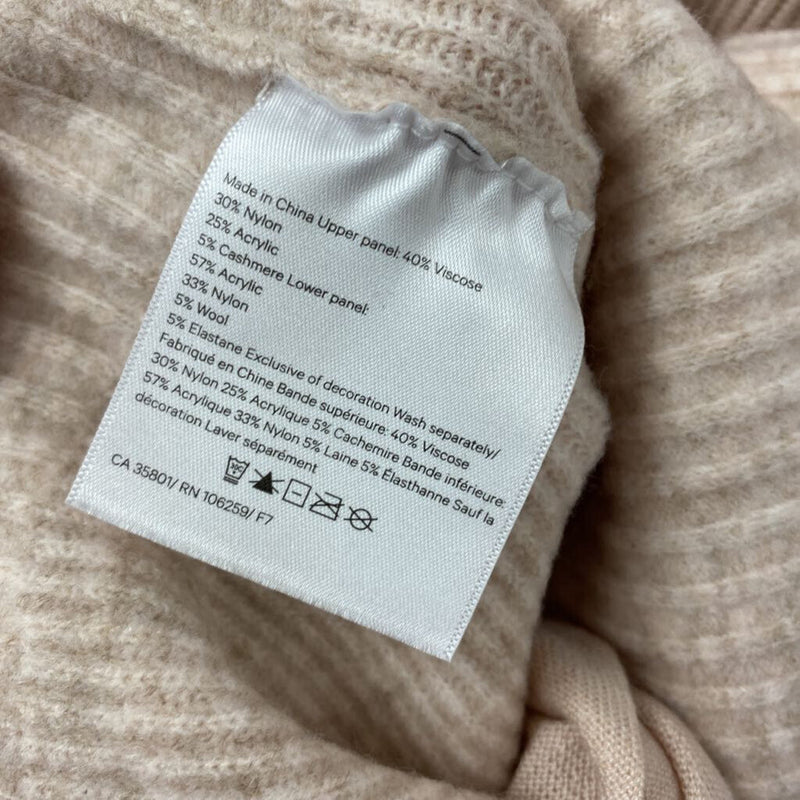 Made in China Upper panel: 40% Viscose
30% Nylon
25% Acrylic
5% Cashmere Lower panel:
57% Acrylic
33% Nylon
5% Wool
5% Elastane Exclusive of decoration Wash separately/
Fabriqué en Chine Bande supérieure: 40% Viscose
30% Nylon 25% Acrylique 5% Cachemire Bande inférieure:
57% Acrylique 33% Nylon 5% Laine 5% Élasthanne Sauf la
décoration Laver séparément
CA 35801/ RN 106259/ F7